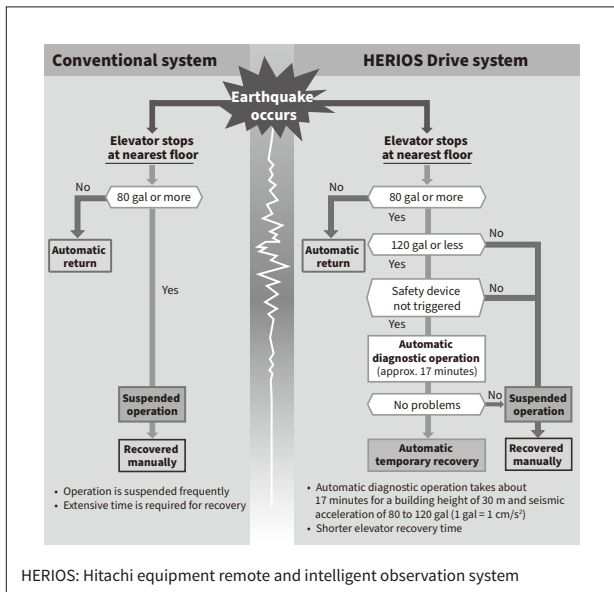 Conventional system
HERIOS Drive system
Earthquake
occurs
Elevator stops
at nearest floor
No
80 gal or more
Automatic
return
Yes
Suspended
operation
Recovered
manually
• Operation is suspended frequently
• Extensive time is required for recovery
Elevator stops
at nearest floor
No
80 gal or more
Yes
Automatic
return
120 gal or less
No
Yes
Safety device
not triggered
No
Yes
Automatic
diagnostic operation
(approx. 17 minutes)
No problems
No
Suspended
operation
Automatic
temporary recovery
Recovered
manually
• Automatic diagnostic operation takes about
17 minutes for a building height of 30 m and seismic
acceleration of 80 to 120 gal (1 gal = 1 cm/s²)
• Shorter elevator recovery time
HERIOS: Hitachi equipment remote and intelligent observation system